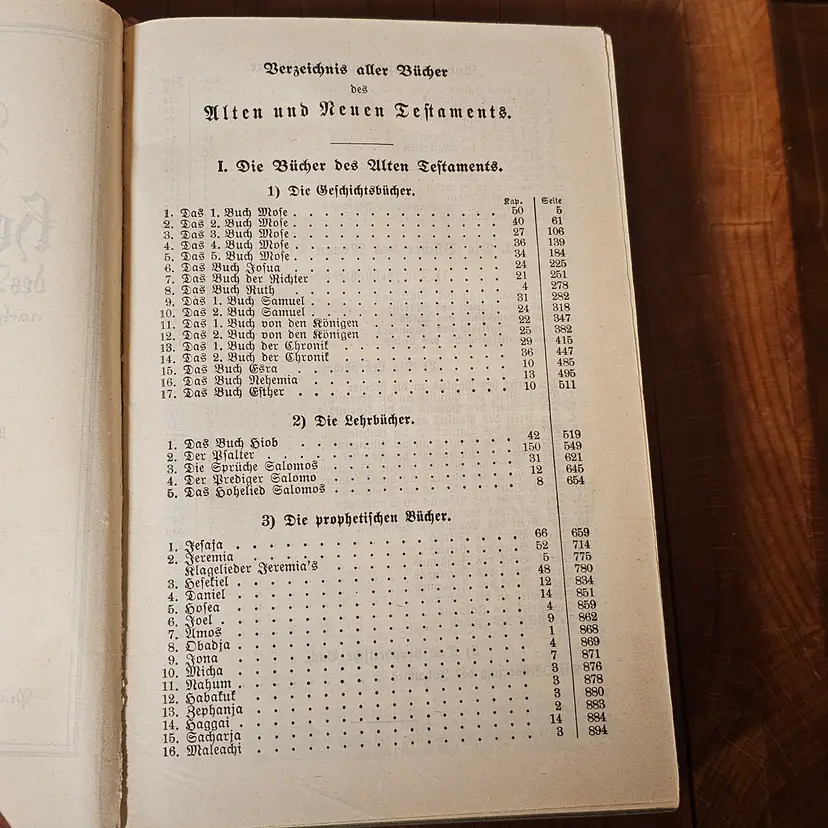 Verzeichnis aller Bücher
des
Alten und Neuen Testaments.
I. Die Bücher des Alten Testaments.
1) Die Geschichtsbücher.
Kap. Seite
1. Das 1. Buch Mose . . . 50 5
2. Das 2. Buch Mose . . . 40 61
3. Das 3. Buch Mose . . . 27 106
4. Das 4. Buch Mose . . . 36 139
5. Das 5. Buch Mose . . . 34 184
6. Das Buch Josua . . . 24 225
7. Das Buch der Richter . . . 21 251
8. Das Buch Ruth . . . 4 278
9. Das 1. Buch Samuel . . . 31 282
10. Das 2. Buch Samuel . . . 24 318
11. Das 1. Buch von den Königen . . . 22 347
12. Das 2. Buch von den Königen . . . 25 382
13. Das 1. Buch der Chronik . . . 29 415
14. Das 2. Buch der Chronik . . . 36 447
15. Das Buch Esra . . . 10 485
16. Das Buch Nehemia . . . 13 495
17. Das Buch Esther . . . 10 511
2) Die Lehrbücher.
1. Das Buch Hiob . . . 42 519
2. Der Psalter . . . 150 549
3. Die Sprüche Salomos . . . 31 621
4. Der Prediger Salomo . . . 12 645
5. Das Hohelied Salomos . . . 8 654
3) Die prophetischen Bücher.
1. Jesaja . . . 66 659
2. Jeremia . . . 52 714
Klagelieder Jeremia's . . . 5 775
3. Hesekiel . . . 48 780
4. Daniel . . . 12 834
5. Hosea . . . 14 851
6. Joel . . . 4 859
7. Amos . . . 9 862
8. Obadja . . . 1 868
9. Jona . . . 4 869
10. Micha . . . 7 871
11. Nahum . . . 3 876
12. Habakuk . . . 3 878
13. Zephanja . . . 3 880
14. Haggai . . . 2 883
15. Sacharja . . . 14 884
16. Maleachi . . . 3 894